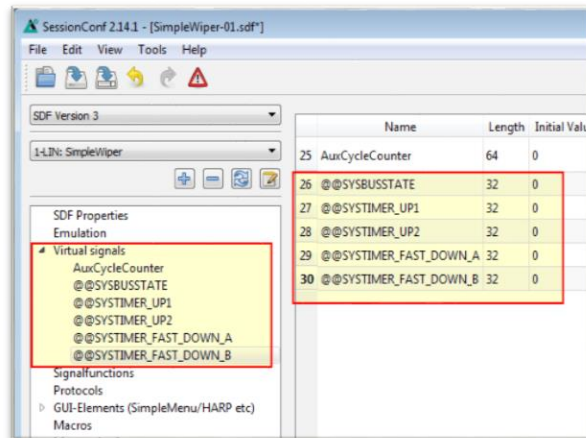 SessionConf 2.14.1 - [SimpleWiper-01.sdf*]
File Edit View Tools Help
SDF Version 3
1-LIN: SimpleWiper
SDF Properties
Emulation
Virtual signals
AuxCycleCounter
@@SYSBUSSTATE
@@SYSTIMER_UP1
@@SYSTIMER_UP2
@@SYSTIMER_FAST_DOWN_A
@@SYSTIMER_FAST_DOWN_B
Signalfunctions
Protocols
GUI-Elements (SimpleMenu/HARP etc)
Macros
Name Length Initial Valu
25 AuxCycleCounter 64 0
26 @@SYSBUSSTATE 32 0
27 @@SYSTIMER_UP1 32 0
28 @@SYSTIMER_UP2 32 0
29 @@SYSTIMER_FAST_DOWN_A 32 0
30 @@SYSTIMER_FAST_DOWN_B 32 0